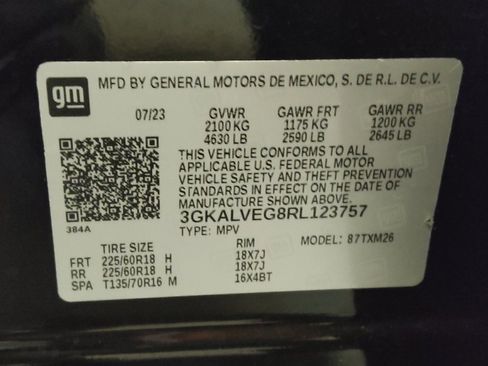 gm
MFD BY GENERAL MOTORS DE MEXICO, S. DE R.L. DE C.V.
07/23 GVWR GAWR FRT GAWR RR
2100 KG 1175 KG 1200 KG
4630 LB 2590 LB 2645 LB
THIS VEHICLE CONFORMS TO ALL
APPLICABLE U.S. FEDERAL MOTOR
VEHICLE SAFETY AND THEFT PREVENTION
STANDARDS IN EFFECT ON THE DATE OF
MANUFACTURE SHOWN ABOVE.
3GKALVEG8RL123757
384A
TYPE: MPV MODEL: 87TXM26
TIRE SIZE RIM
FRT 225/60R18 H 18X7J
RR 225/60R18 H 18X7J
SPA T135/70R16 M 16X4BT